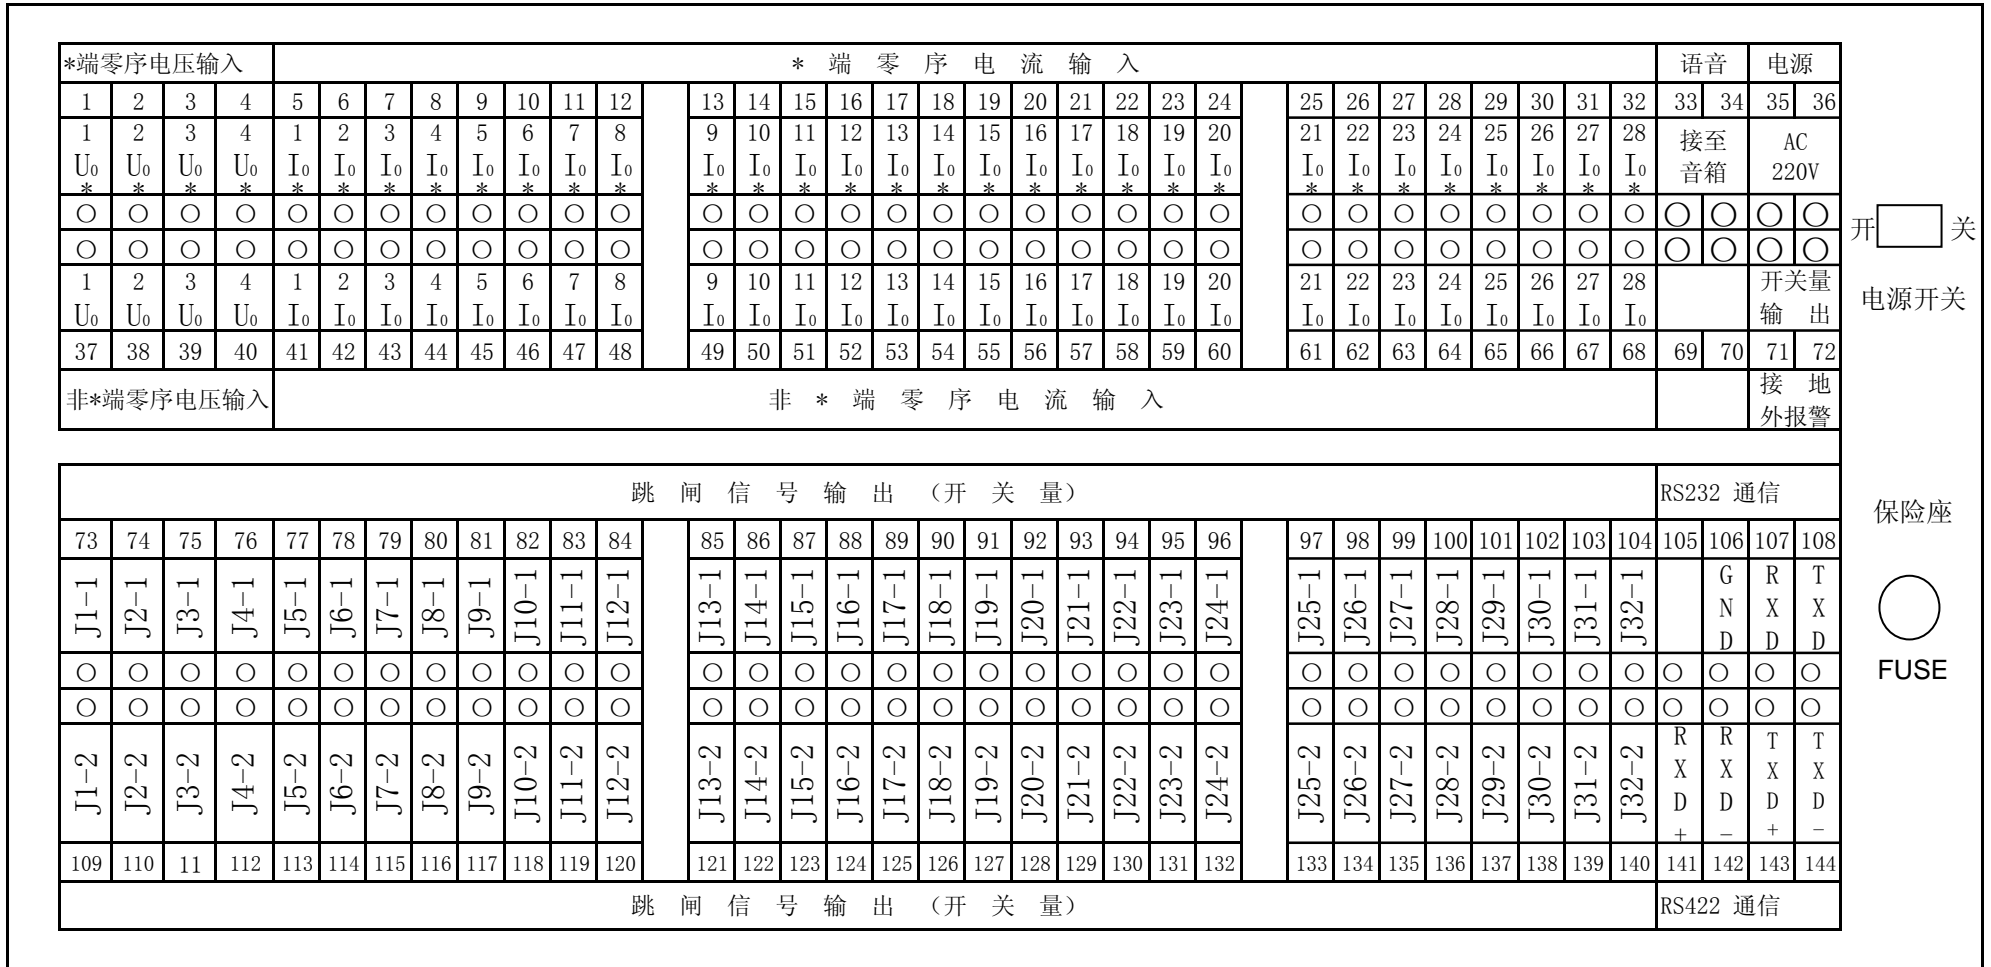 *端零序电压输入 * 端 零 序 电 流 输 入 语音 电源
1 2 3 4 5 6 7 8 9 10 11 12 13 14 15 16 17 18 19 20 21 22 23 24 25 26 27 28 29 30 31 32 33 34 35 36
1 2 3 4 1 2 3 4 5 6 7 8 9 10 11 12 13 14 15 16 17 18 19 20 21 22 23 24 25 26 27 28 接至 AC
U₀ U₀ U₀ U₀ I₀ I₀ I₀ I₀ I₀ I₀ I₀ I₀ I₀ I₀ I₀ I₀ I₀ I₀ I₀ I₀ I₀ I₀ I₀ I₀ I₀ I₀ I₀ I₀ I₀ I₀ I₀ I₀ 音箱 220V
* * * * * * * * * * * * * * * * * * * * * * * * * * * * * * * *
开 关
1 2 3 4 1 2 3 4 5 6 7 8 9 10 11 12 13 14 15 16 17 18 19 20 21 22 23 24 25 26 27 28 开关量
U₀ U₀ U₀ U₀ I₀ I₀ I₀ I₀ I₀ I₀ I₀ I₀ I₀ I₀ I₀ I₀ I₀ I₀ I₀ I₀ I₀ I₀ I₀ I₀ I₀ I₀ I₀ I₀ I₀ I₀ I₀ I₀ 输 出
电源开关
37 38 39 40 41 42 43 44 45 46 47 48 49 50 51 52 53 54 55 56 57 58 59 60 61 62 63 64 65 66 67 68 69 70 71 72
非*端零序电压输入 非 * 端 零 序 电 流 输 入 接 地
外报警
跳 闸 信 号 输 出 （开 关 量） RS232 通信
保险座
73 74 75 76 77 78 79 80 81 82 83 84 85 86 87 88 89 90 91 92 93 94 95 96 97 98 99 100 101 102 103 104 105 106 107 108
J1-1 J2-1 J3-1 J4-1 J5-1 J6-1 J7-1 J8-1 J9-1 J10-1 J11-1 J12-1 J13-1 J14-1 J15-1 J16-1 J17-1 J18-1 J19-1 J20-1 J21-1 J22-1 J23-1 J24-1 J25-1 J26-1 J27-1 J28-1 J29-1 J30-1 J31-1 J32-1 GND RXD TXD
FUSE
J1-2 J2-2 J3-2 J4-2 J5-2 J6-2 J7-2 J8-2 J9-2 J10-2 J11-2 J12-2 J13-2 J14-2 J15-2 J16-2 J17-2 J18-2 J19-2 J20-2 J21-2 J22-2 J23-2 J24-2 J25-2 J26-2 J27-2 J28-2 J29-2 J30-2 J31-2 J32-2 RXD+ RXD- TXD+ TXD-
109 110 11 112 113 114 115 116 117 118 119 120 121 122 123 124 125 126 127 128 129 130 131 132 133 134 135 136 137 138 139 140 141 142 143 144
跳 闸 信 号 输 出 （开 关 量） RS422 通信